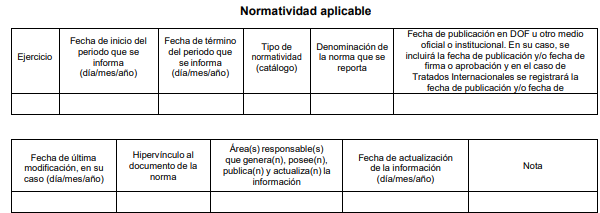 Normatividad aplicable
Ejercicio
Fecha de inicio del
periodo que se
informa
(día/mes/año)
Fecha de término
del periodo que
se informa
(día/mes/año)
Tipo de
normatividad
(catálogo)
Denominación de
la norma que se
reporta
Fecha de publicación en DOF u otro medio
oficial o institucional. En su caso, se
incluirá la fecha de publicación y/o fecha de
firma o aprobación y en el caso de
Tratados Internacionales se registrará la
fecha de publicación y/o fecha de
Fecha de última
modificación, en su
caso (día/mes/año)
Hipervínculo al
documento de la
norma
Área(s) responsable(s)
que genera(n), posee(n),
publica(n) y actualiza(n) la
información
Fecha de actualización
de la información
(día/mes/año)
Nota